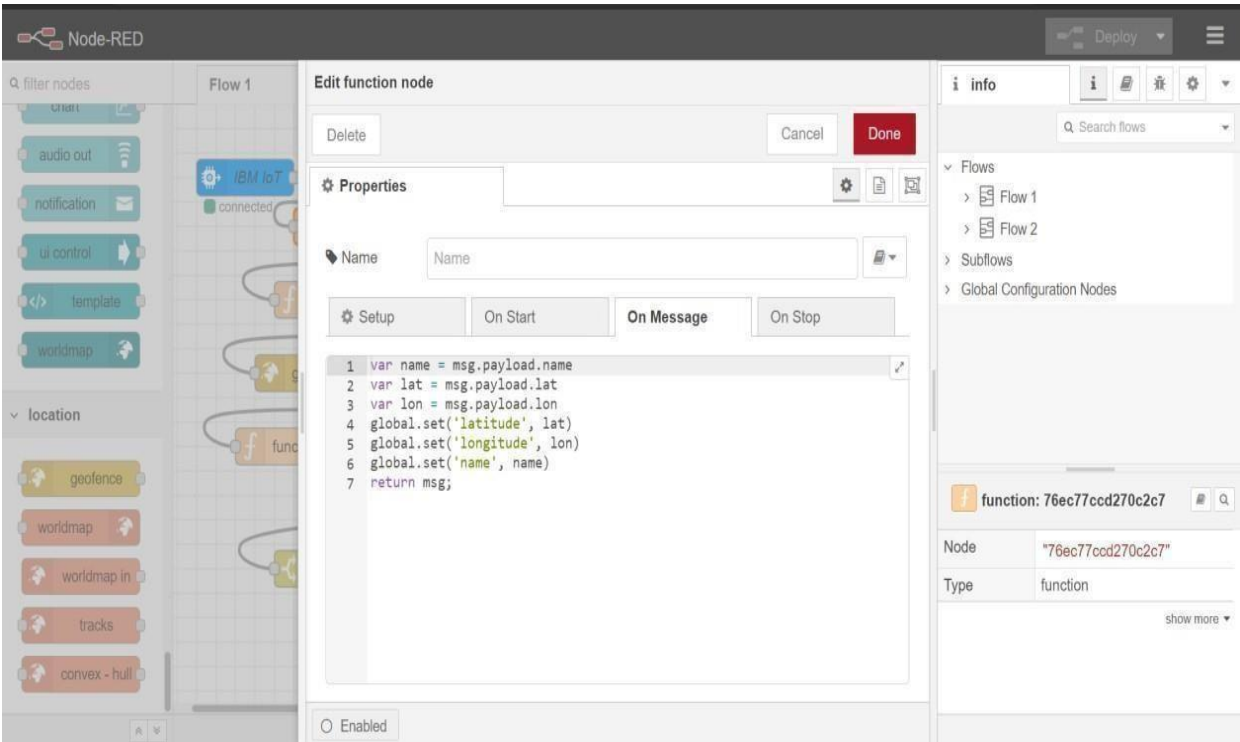 Node-RED
Deploy
filter nodes
Flow 1
Edit function node
i info
chart
Delete
Cancel
Done
Search flows
audio out
IBM IoT
Properties
Flows
notification
connected
Flow 1
Flow 2
ui control
Name
Name
Subflows
Global Configuration Nodes
template
Setup
On Start
On Message
On Stop
worldmap
1 var name = msg.payload.name
2 var lat = msg.payload.lat
3 var lon = msg.payload.lon
4 global.set('latitude', lat)
5 global.set('longitude', lon)
6 global.set('name', name)
7 return msg;
location
func
geofence
function: 76ec77ccd270c2c7
worldmap
Node
"76ec77ccd270c2c7"
worldmap in
Type
function
tracks
show more
convex - hull
Enabled